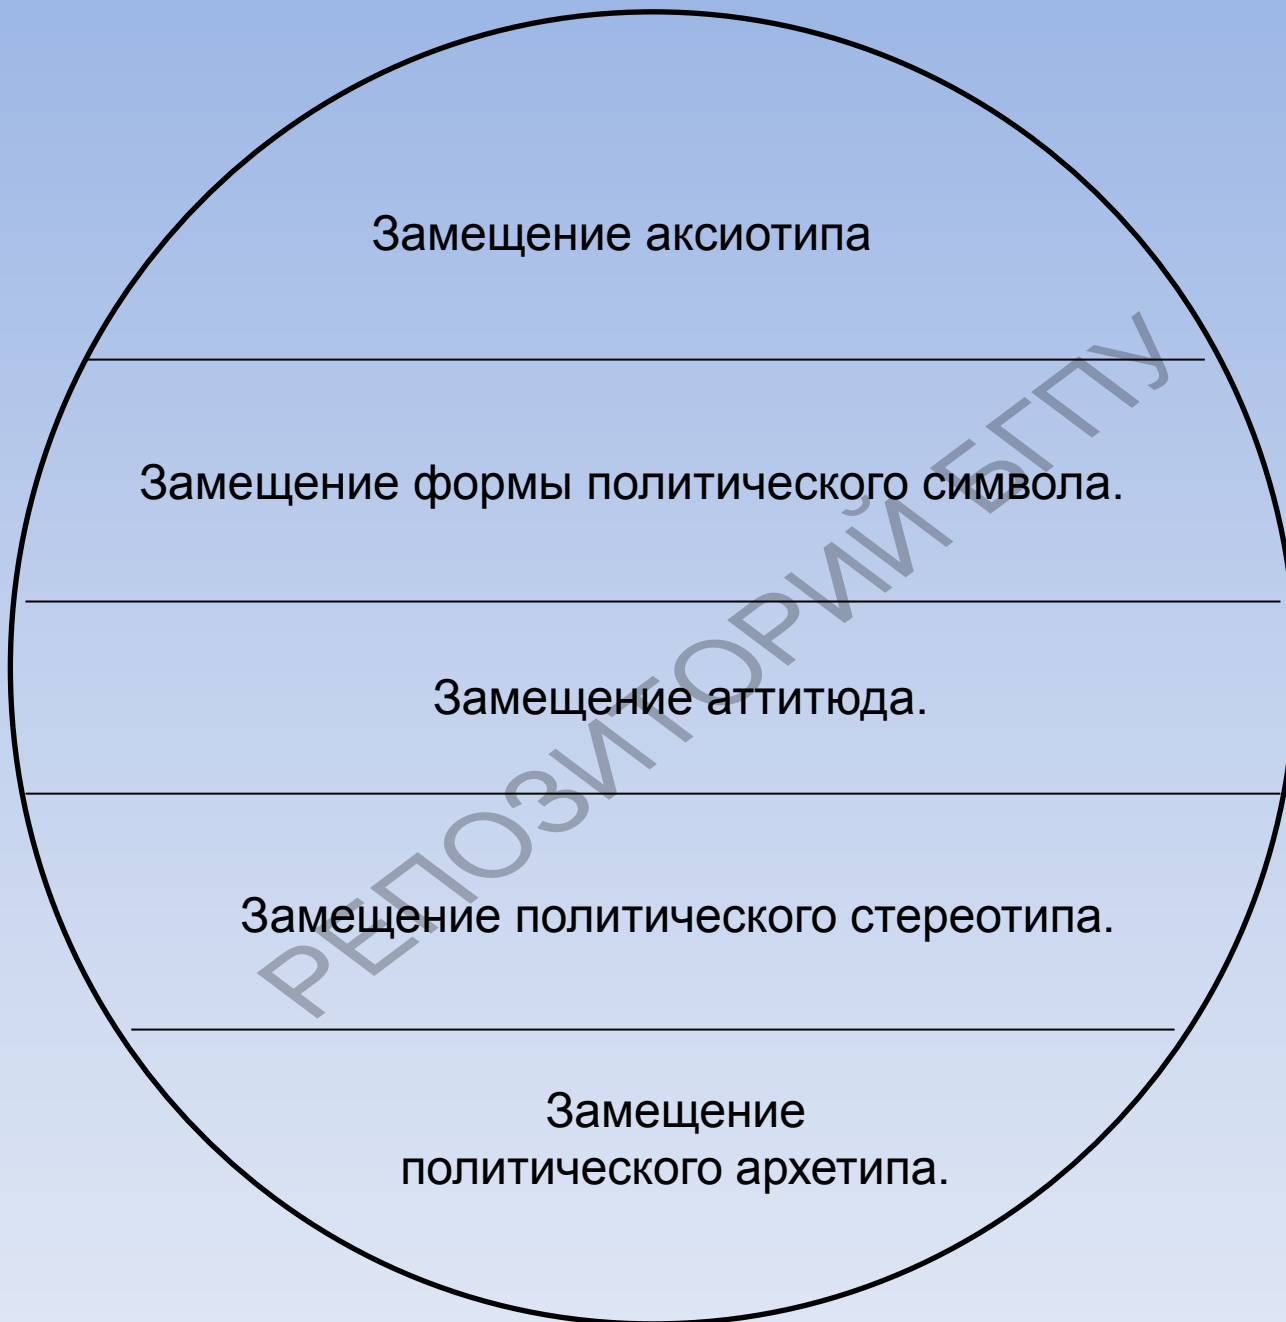 Замещение аксиотипа
Замещение формы политического символа.
Замещение аттитюда.
Замещение политического стереотипа.
Замещение
политического архетипа.
РЕПОЗИТОРИЙ БГПУ